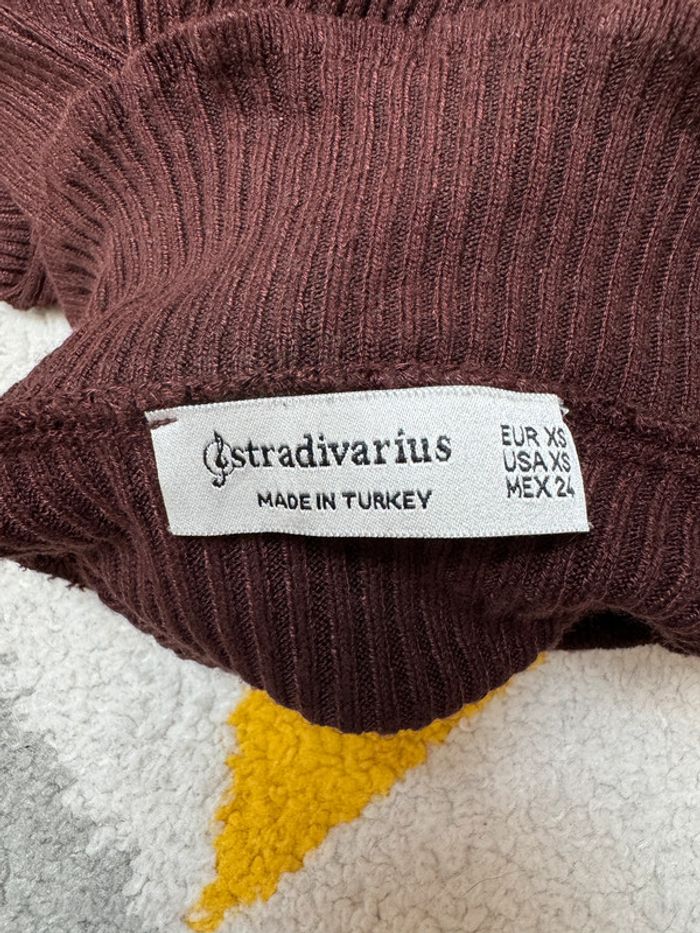 stradivarius
MADE IN TURKEY
EUR XS
USA XS
MEX 24